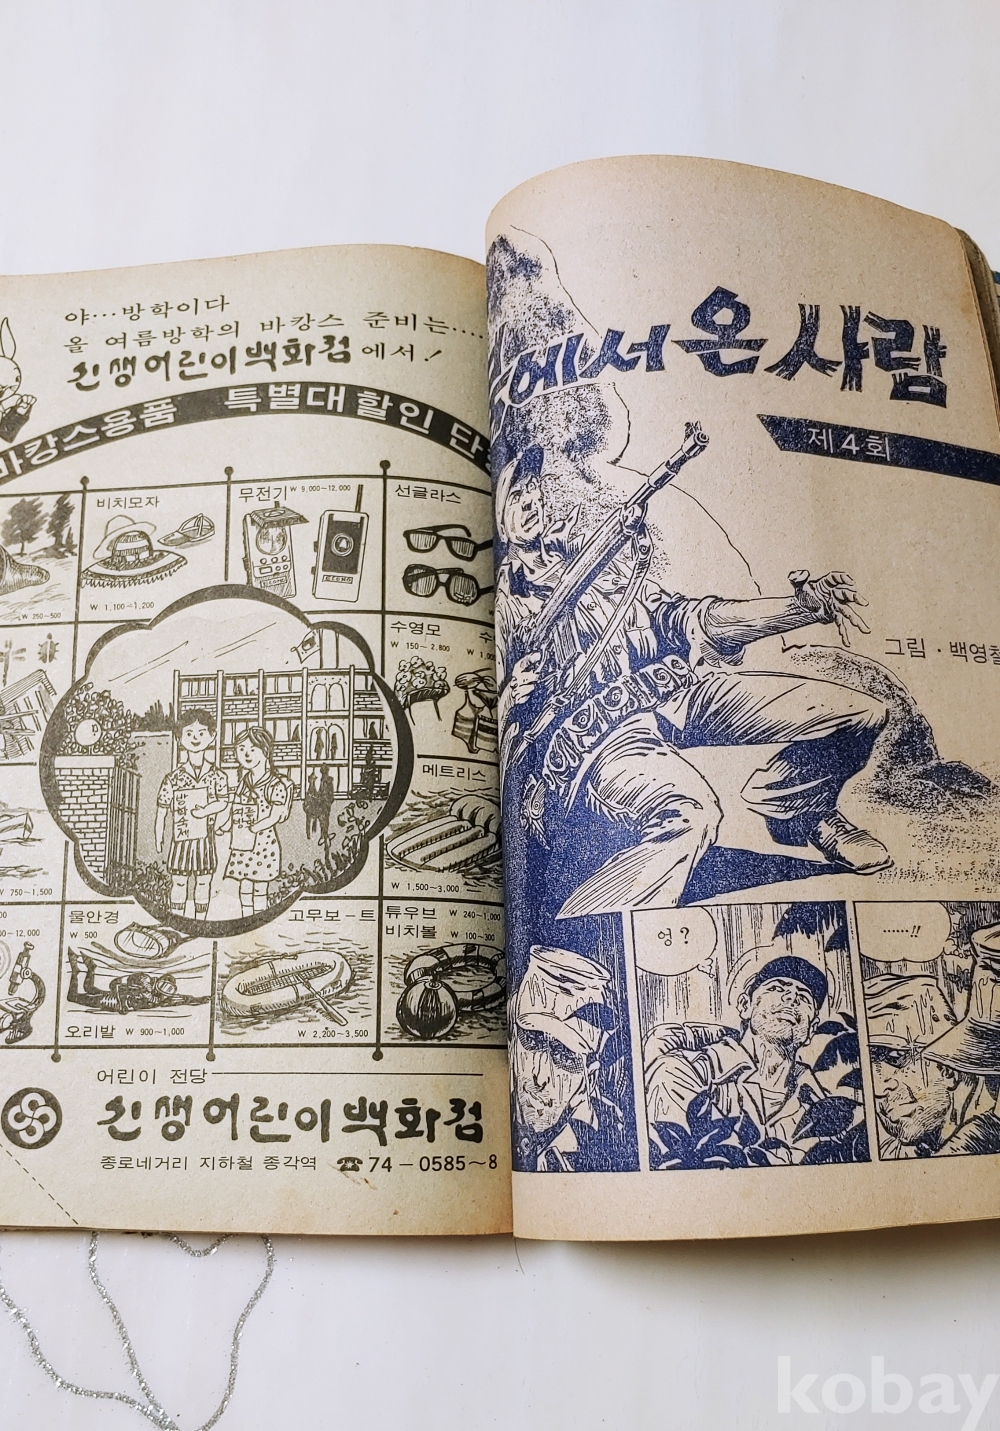 야…방학이다
올 여름방학의 바캉스 준비는……
신생어린이백화점에서!
바캉스용품 특별대할인
₩ 250~500
비치모자
₩ 1,100~1,200
무전기 ₩ 9,000~12,000
선글라스
수영모
₩ 150~2,800
메트리스
₩ 1,500~3,000
₩ 750~1,500
물안경
₩ 500
오리발 ₩ 900~1,000
고무보-트
₩ 2,200~3,500
튜우브 ₩ 240~1,000
비치볼 ₩ 100~300
어린이 전당
신생어린이백화점
종로네거리 지하철 종각역 ☎ 74-0585~8
에서 온 사람
제4회
그림·백영철
엉?
……!!
kobay